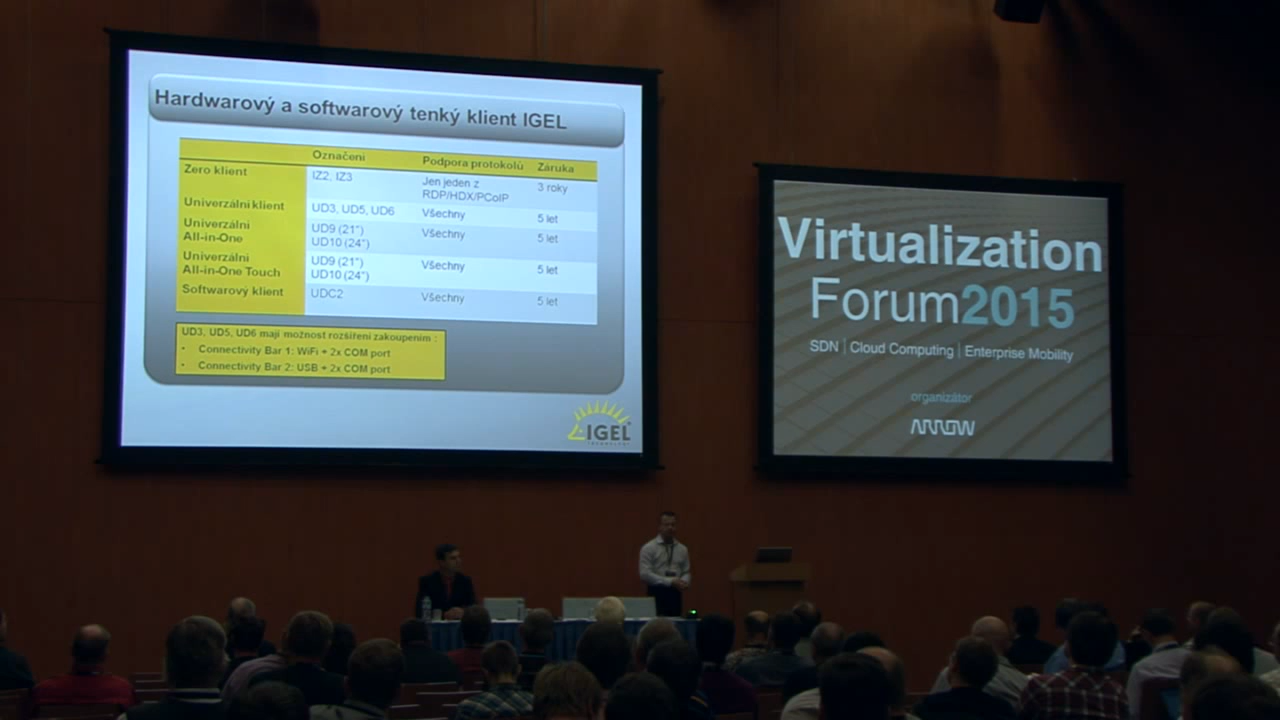 Hardwarový a softwarový tenký klient IGEL
Označení Podpora protokolů Záruka
Zero klient IZ2, IZ3 Jen jeden z RDP/HDX/PCoIP 3 roky
Univerzální klient UD3, UD5, UD6 Všechny 5 let
Univerzální All-in-One UD9 (21") UD10 (24") Všechny 5 let
Univerzální All-in-One Touch UD9 (21") UD10 (24") Všechny 5 let
Softwarový klient UDC2 Všechny 5 let
UD3, UD5, UD6 mají možnost rozšíření zakoupením :
• Connectivity Bar 1: WiFi + 2x COM port
• Connectivity Bar 2: USB + 2x COM port
IGEL
TECHNOLOGY
Virtualization
Forum2015
SDN | Cloud Computing | Enterprise Mobility
organizátor
ARROW